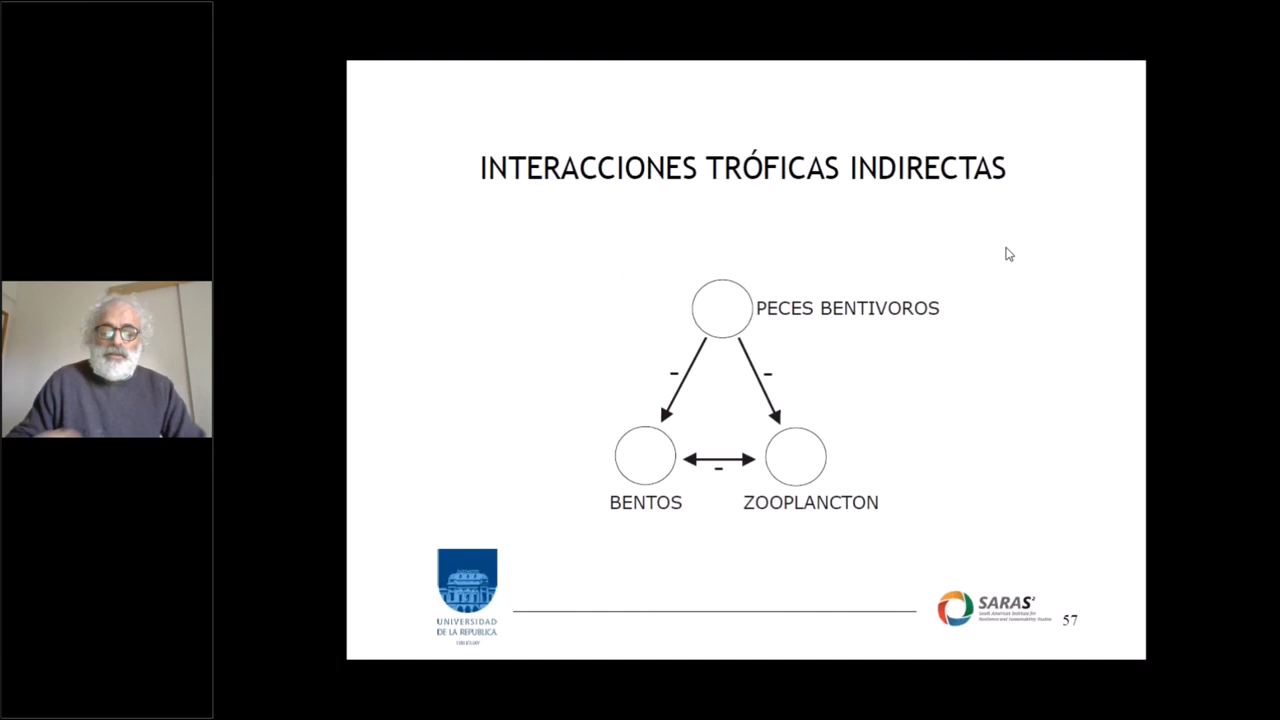 INTERACCIONES TRÓFICAS INDIRECTAS
PECES BENTIVOROS
-
-
-
BENTOS
ZOOPLANCTON
UNIVERSIDAD
DE LA REPUBLICA
URUGUAY
SARAS²
South American Institute for
Resilience and Sustainability Studies
57